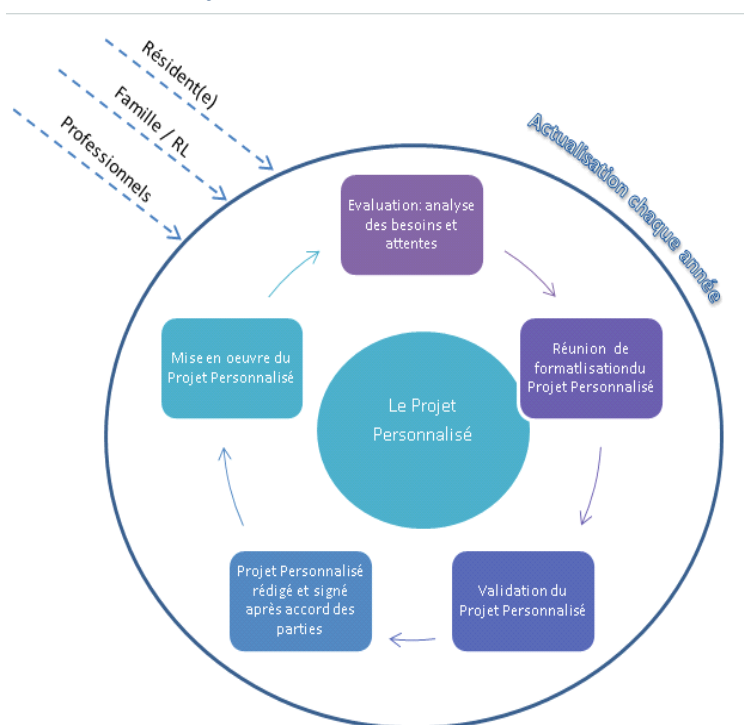 Résident(e)
Famille / RL
Professionnels
Actualisation chaque année
Evaluation: analyse
des besoins et
attentes
Réunion de
formatlisationdu
Projet Personnalisé
Validation du
Projet Personnalisé
Projet Personnalisé
rédigé et signé
après accord des
parties
Mise en oeuvre du
Projet Personnalisé
Le Projet
Personnalisé